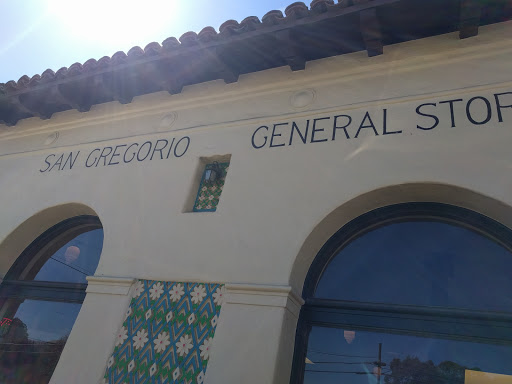 SAN GREGORIO GENERAL STOR